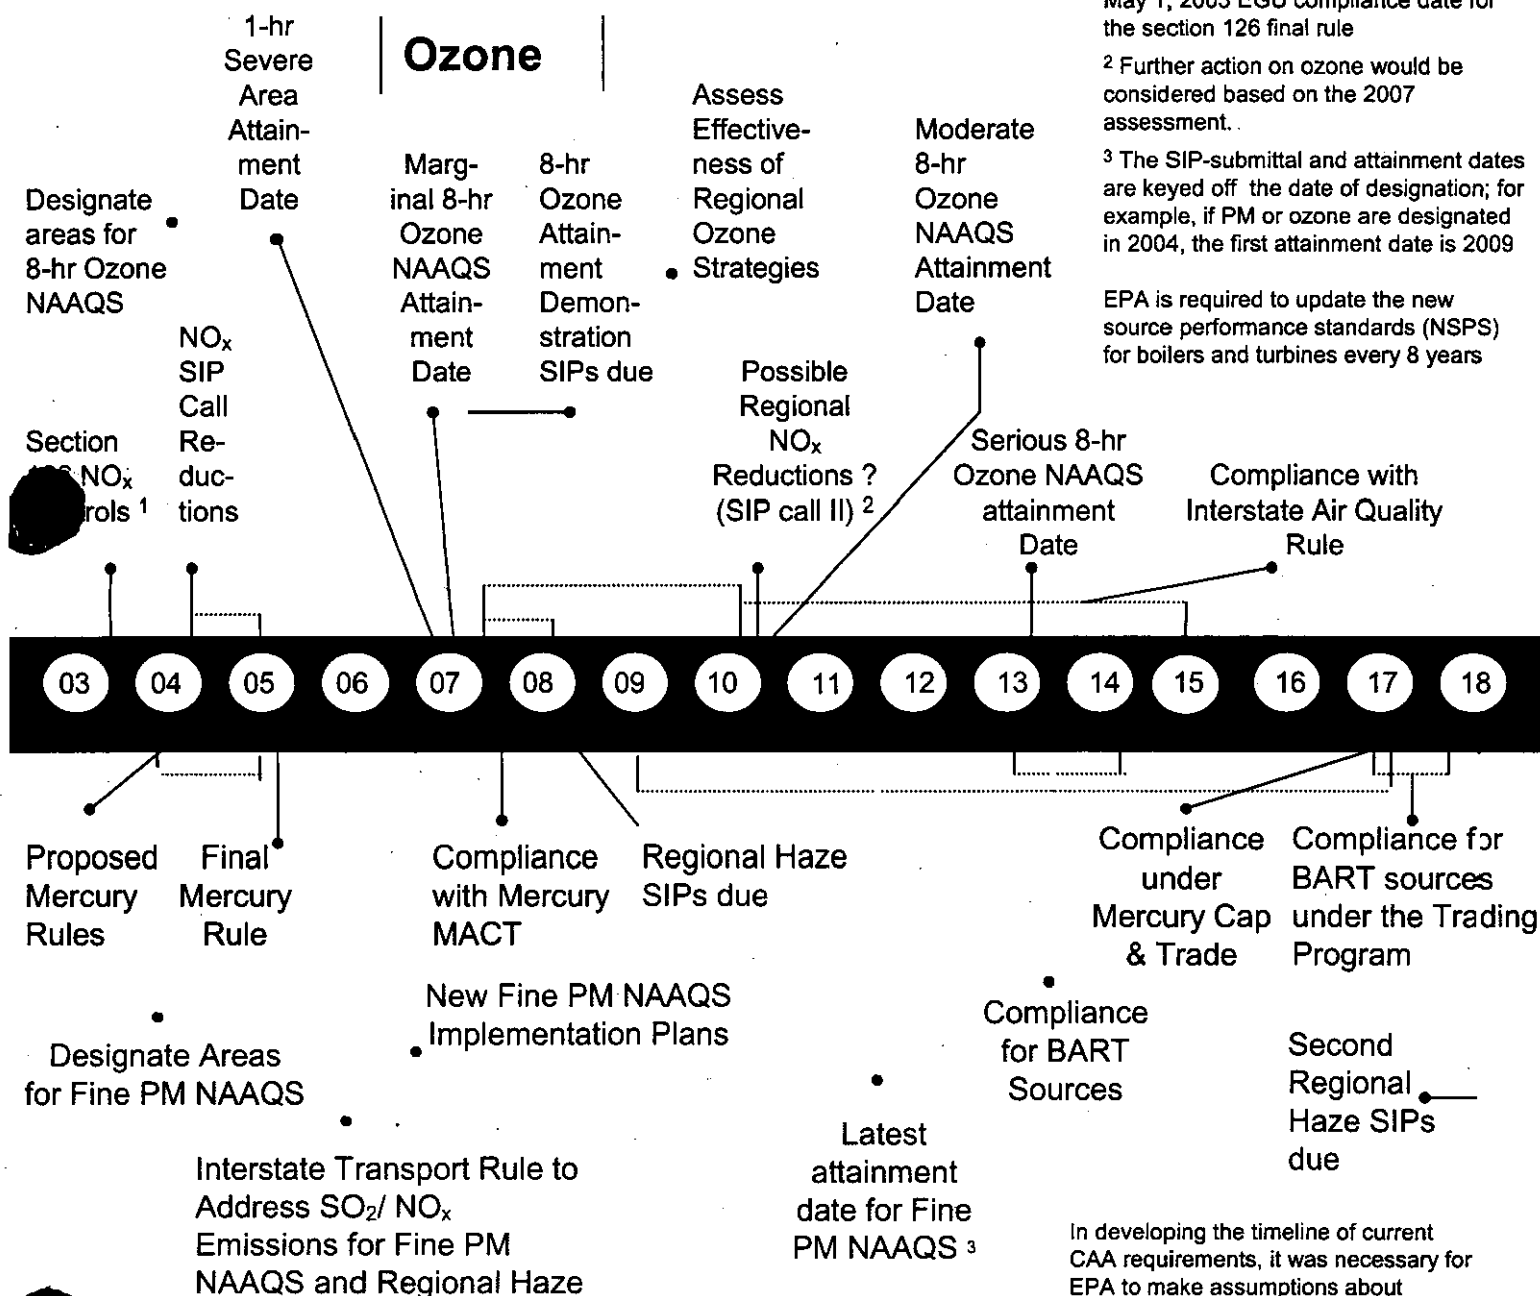 1-hr
Severe
Area
Attain-
ment
Date
Ozone
Designate
areas for
8-hr Ozone
NAAQS
NOx
SIP
Call
Re-
duc-
tions
Section
NOx
rols 1
Marg-
inal 8-hr
Ozone
NAAQS
Attain-
ment
Date
8-hr
Ozone
Attain-
ment
Demon-
stration
SIPs due
Assess
Effective-
ness of
Regional
Ozone
Strategies
Possible
Regional
NOx
Reductions ?
(SIP call II) 2
Moderate
8-hr
Ozone
NAAQS
Attainment
Date
Serious 8-hr
Ozone NAAQS
attainment
Date
Compliance with
Interstate Air Quality
Rule
May 1, 2003 EGU compliance date for
the section 126 final rule
2 Further action on ozone would be
considered based on the 2007
assessment.
3 The SIP-submittal and attainment dates
are keyed off the date of designation; for
example, if PM or ozone are designated
in 2004, the first attainment date is 2009
EPA is required to update the new
source performance standards (NSPS)
for boilers and turbines every 8 years
03 04 05 06 07 08 09 10 11 12 13 14 15 16 17 18
Proposed
Mercury
Rules
Final
Mercury
Rule
Compliance
with Mercury
MACT
Regional Haze
SIPs due
Compliance
under
Mercury Cap
& Trade
Compliance for
BART sources
under the Trading
Program
Designate Areas
for Fine PM NAAQS
New Fine PM NAAQS
Implementation Plans
Compliance
for BART
Sources
Second
Regional
Haze SIPs
due
Interstate Transport Rule to
Address SO2/ NOx
Emissions for Fine PM
NAAQS and Regional Haze
Latest
attainment
date for Fine
PM NAAQS 3
In developing the timeline of current
CAA requirements, it was necessary for
EPA to make assumptions about